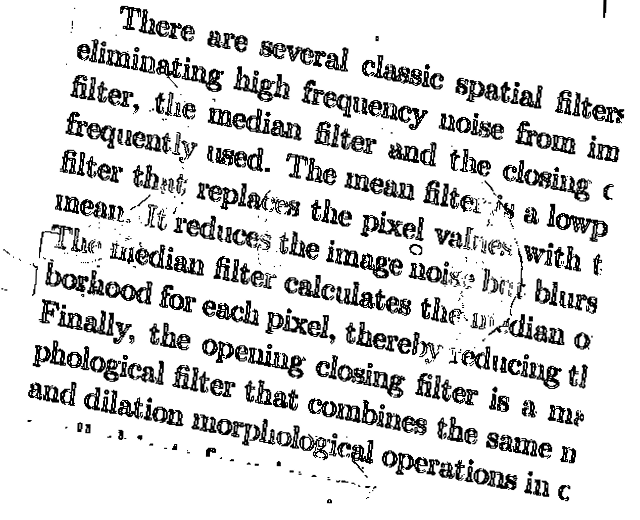 There are several classic spatial filters
eliminating high frequency noise from im
filter, the median filter and the closing
frequently used. The mean filter is a lowp
filter that replaces the pixel values with t
mean. It reduces the image noise but blurs
The median filter calculates the median o
borhood for each pixel, thereby reducing th
Finally, the opening closing filter is a ma
phological filter that combines the same n
and dilation morphological operations in